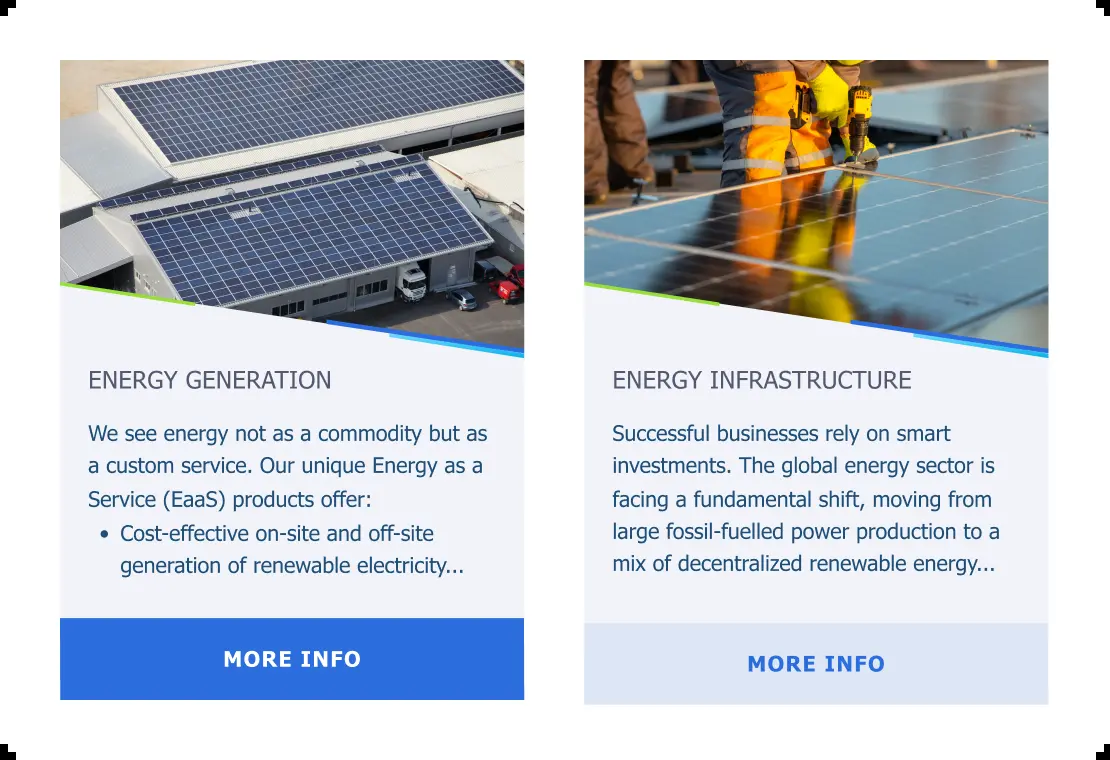 ENERGY GENERATION
We see energy not as a commodity but as
a custom service. Our unique Energy as a
Service (EaaS) products offer:
• Cost-effective on-site and off-site
generation of renewable electricity...
MORE INFO
ENERGY INFRASTRUCTURE
Successful businesses rely on smart
investments. The global energy sector is
facing a fundamental shift, moving from
large fossil-fuelled power production to a
mix of decentralized renewable energy...
MORE INFO